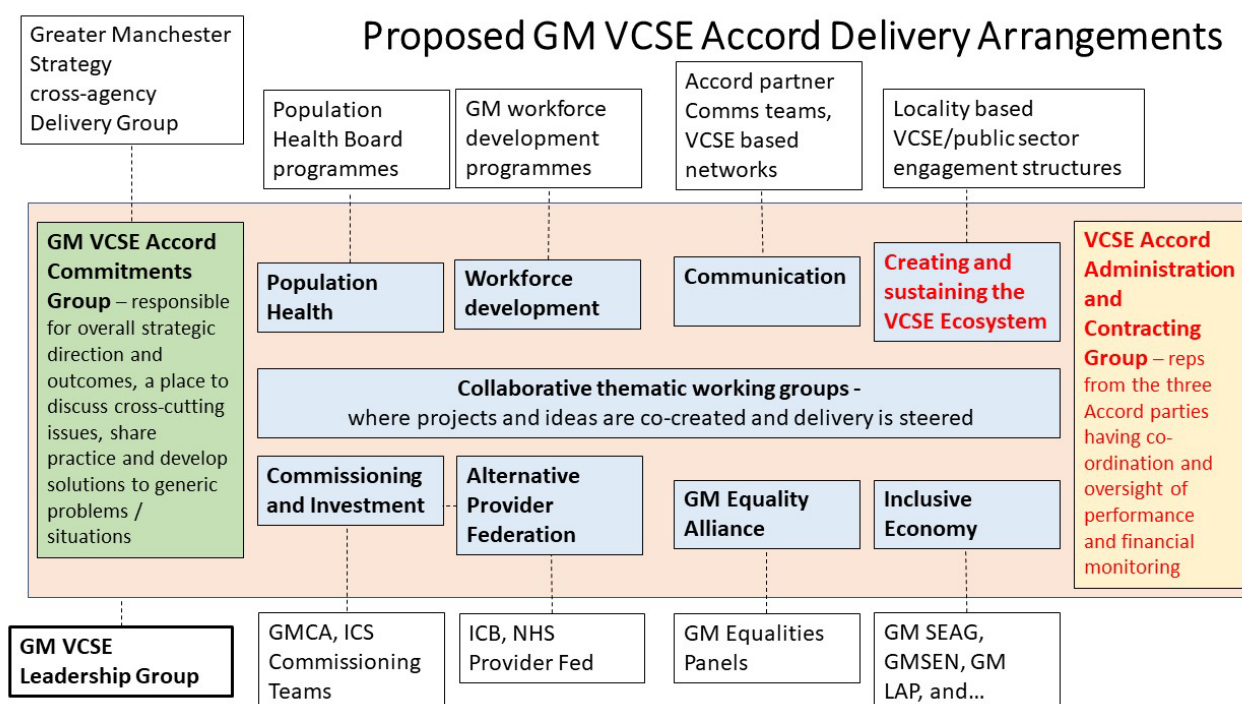 Proposed GM VCSE Accord Delivery Arrangements
Greater Manchester
Strategy
cross-agency
Delivery Group
Population
Health Board
programmes
GM workforce
development
programmes
Accord partner
Comms teams,
VCSE based
networks
Locality based
VCSE/public sector
engagement structures
GM VCSE Accord
Commitments
Group – responsible
for overall strategic
direction and
outcomes, a place to
discuss cross-cutting
issues, share
practice and develop
solutions to generic
problems /
situations
Population
Health
Workforce
development
Communication
Creating and
sustaining the
VCSE Ecosystem
VCSE Accord
Administration
and
Contracting
Group – reps
from the three
Accord parties
having co-
ordination and
oversight of
performance
and financial
monitoring
Collaborative thematic working groups -
where projects and ideas are co-created and delivery is steered
Commissioning
and Investment
Alternative
Provider
Federation
GM Equality
Alliance
Inclusive
Economy
GM VCSE
Leadership Group
GMCA, ICS
Commissioning
Teams
ICB, NHS
Provider Fed
GM Equalities
Panels
GM SEAG,
GMSEN, GM
LAP, and…